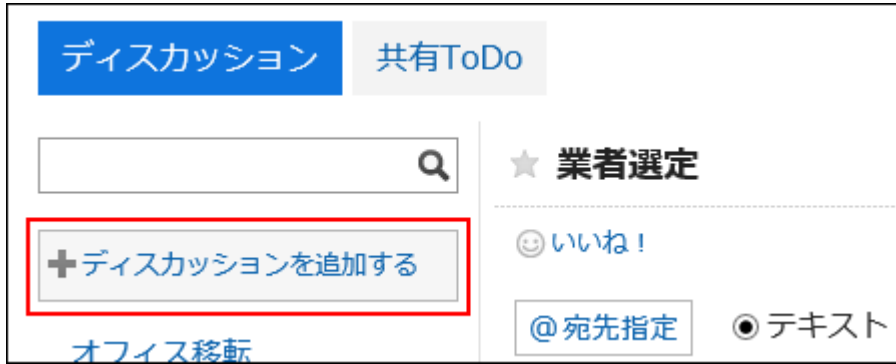 ディスカッション 共有ToDo
業者選定
ディスカッションを追加する
いいね！
@宛先指定 テキスト
オフィス移転